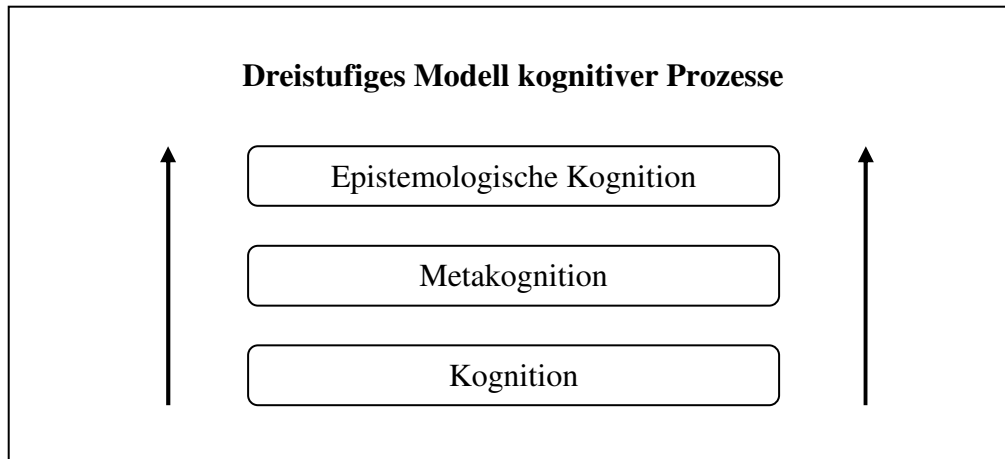 Dreistufiges Modell kognitiver Prozesse
Epistemologische Kognition
Metakognition
Kognition